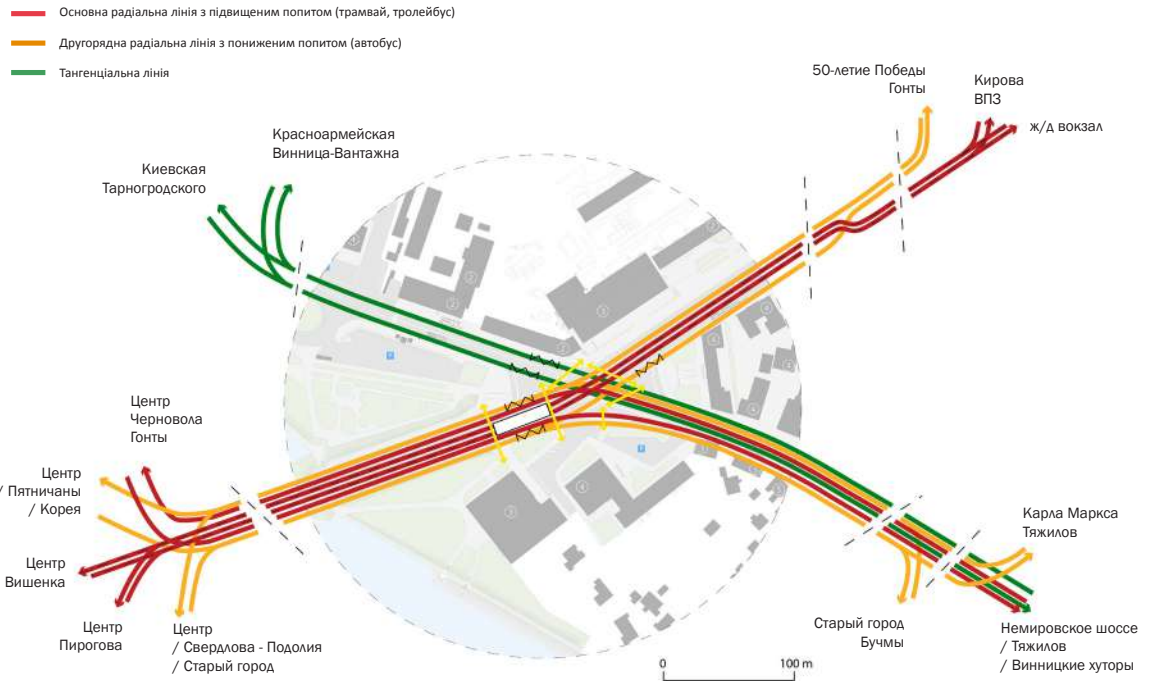 Основна радіальна лінія з підвищеним попитом (трамвай, тролейбус)
Другорядна радіальна лінія з пониженим попитом (автобус)
Тангенціальна лінія
50-летие Победы
Гонты
Кирова
ВПЗ
ж/д вокзал
Красноармейская
Винница-Вантажна
Киевская
Тарногродского
Центр
Черновола
Гонты
Центр
/ Пятничаны
/ Корея
Центр
Вишенка
Центр
Пирогова
Центр
/ Свердлова - Подолия
/ Старый город
Карла Маркса
Тяжилов
Старый город
Бучмы
Немировское шоссе
/ Тяжилов
/ Винницкие хуторы
0 100 m